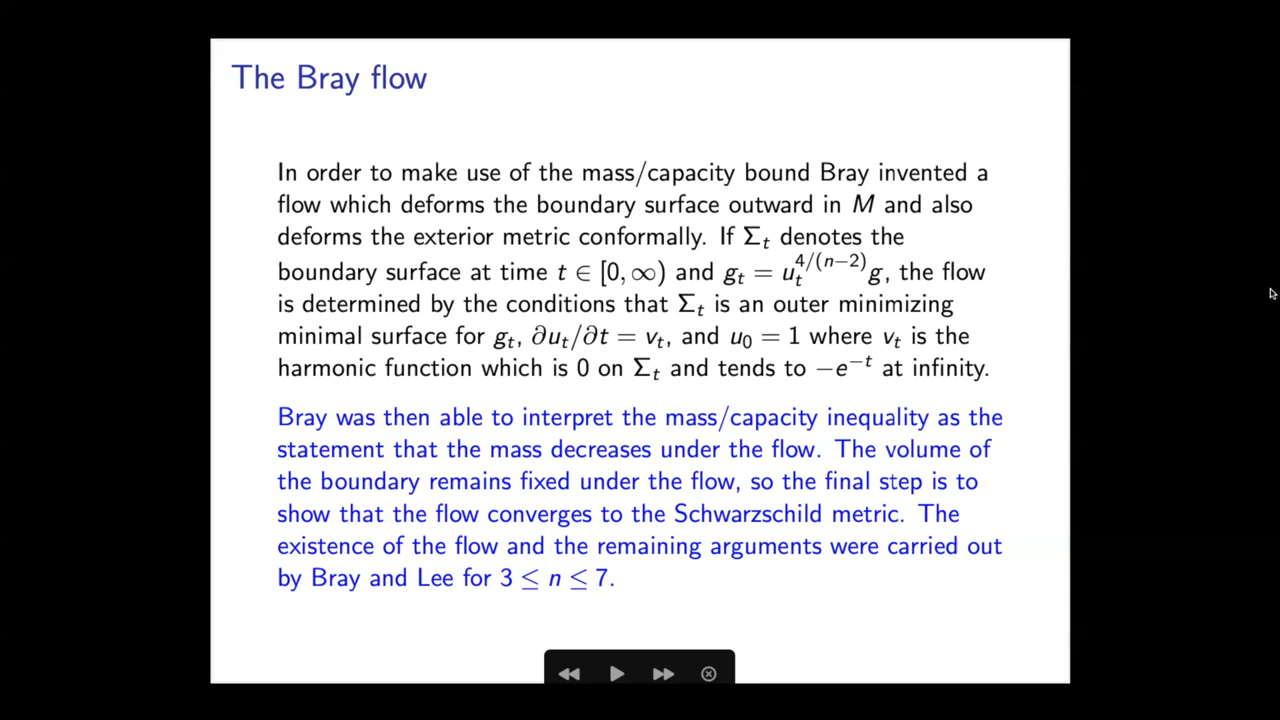 The Bray flow
In order to make use of the mass/capacity bound Bray invented a
flow which deforms the boundary surface outward in M and also
deforms the exterior metric conformally. If Σ_t denotes the
boundary surface at time t ∈ [0, ∞) and g_t = u_t^{4/(n−2)} g, the flow
is determined by the conditions that Σ_t is an outer minimizing
minimal surface for g_t, ∂u_t/∂t = v_t, and u_0 = 1 where v_t is the
harmonic function which is 0 on Σ_t and tends to −e^{−t} at infinity.
Bray was then able to interpret the mass/capacity inequality as the
statement that the mass decreases under the flow. The volume of
the boundary remains fixed under the flow, so the final step is to
show that the flow converges to the Schwarzschild metric. The
existence of the flow and the remaining arguments were carried out
by Bray and Lee for 3 ≤ n ≤ 7.